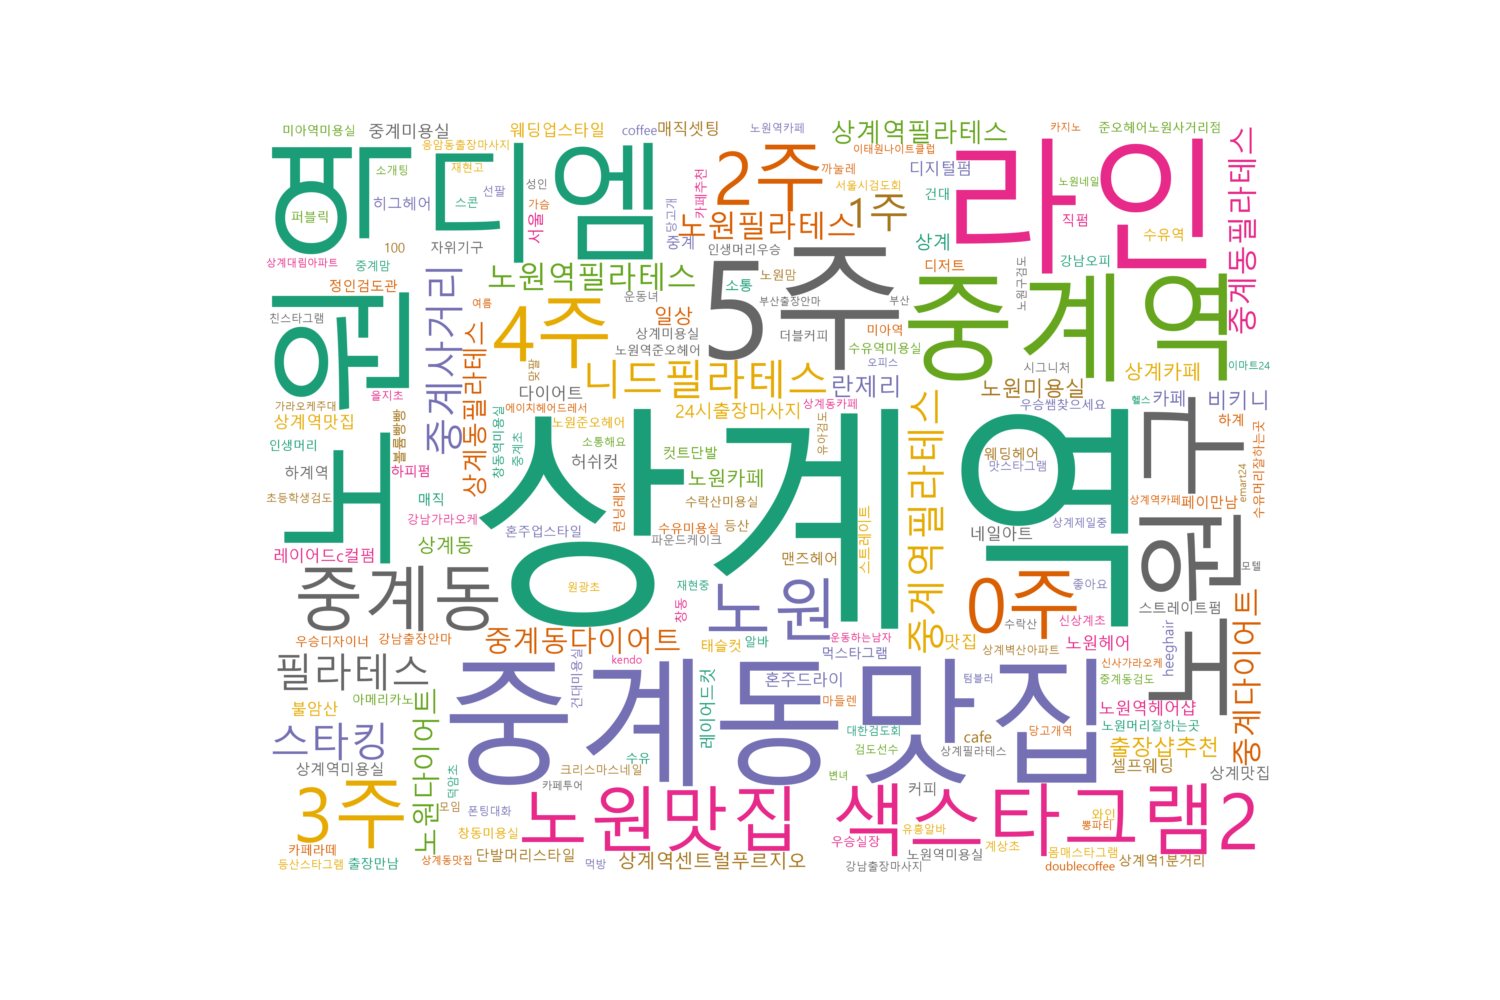 미아역미용실
중계미용실
응암동출장마사지
웨딩업스타일
coffee
매직셋팅
노원역카페
상계역필라테스
카지노
준오헤어노원사거리점
이태원나이트클럽
소개팅
재현고
성인
까눌레
디지털펌
디엠
2주
라인
중계동필라테스
퍼블릭
히그헤어
선팔
스콘
가슴
서울
카페추천
당고개
서울시검도회
1주
건대
노원네일
직펌
노원필라테스
수유역
100
자위기구
중계
인생머리우승
상계
상계대림아파트
중계맘
노원역필라테스
디저트
강남오피
정인검도관
중계사거리
노원맘
소통
5주
중계역
노원구검도
운동녀
여름
부산출장안마
부산
친스타그램
4주
일상
상계미용실
더블커피
미아역
노원역준오헤어
수유역미용실
오피스
시그니처
이마트24
맛팔
니드필라테스
란제리
노원미용실
상계카페
을지초
다이어트
상계동필라테스
가라오케주대
에이치헤어드레서
24시출장마사지
상계동카페
우승쌤찾으세요
헬스
카페
비키니
상계역맛집
볼륨빵빵
노원준오헤어
하계
인생머리
창동역미용실
중계초
소통해요
컷트단발
유아검도
웨딩헤어
하계역
하피펌
허쉬컷
맛스타그램
노원구
초등학생검도
매직
런닝래빗
노원카페
수락산미용실
중계역필라테스
emart24
수유머리잘하는곳
상계역카페
페이만남
노원
상계역
강남가라오케
혼주업스타일
수유미용실
등산
상계제일중
네일아트
레이어드c컬펌
상계동
파운드케이크
맨즈헤어
스트레이트
모텔
중계동
원광초
재현중
창동
노원
0주
좋아요
신상계초
스트레이트펌
우승디자이너
강남출장안마
중계동다이어트
태슬컷
알바
운동하는남자
수락산
맛집
노원헤어
heeghair
중계다이어트
필라테스
kendo
건대미용실
먹스타그램
상계벽산아파트
신사가라오케
아메리카노
중계동맛집
혼주드라이
텀블러
중계동검도
불암산
노원다이어트
레이어드컷
마들렌
노원역헤어샵
스타킹
대한검도회
cafe
당고개역
노원머리잘하는곳
상계역미용실
수유
검도선수
상계필라테스
출장샵추천
셀프웨딩
상계맛집
덕암초
크리스마스네일
변녀
3주
모임
폰팅대화
카페투어
커피
노원맛집
색스타그램2
와인
뽕파티
카페라떼
창동미용실
유흥알바
우승실장
계상초
등산스타그램
출장만남
상계동맛집
단발머리스타일
먹방
상계역센트럴푸르지오
노원역미용실
강남출장마사지
몸매스타그램
doublecoffee
상계역1분거리